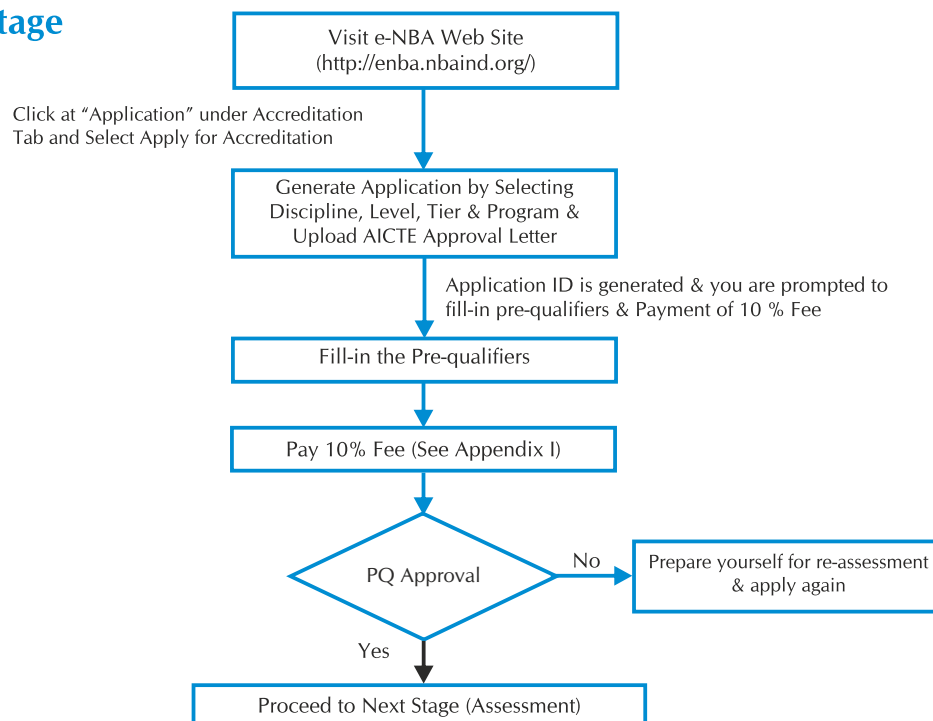 tage
Visit e-NBA Web Site
(http://enba.nbaind.org/)
Click at “Application” under Accreditation
Tab and Select Apply for Accreditation
Generate Application by Selecting
Discipline, Level, Tier & Program &
Upload AICTE Approval Letter
Application ID is generated & you are prompted to
fill-in pre-qualifiers & Payment of 10 % Fee
Fill-in the Pre-qualifiers
Pay 10% Fee (See Appendix I)
PQ Approval
No
Prepare yourself for re-assessment
& apply again
Yes
Proceed to Next Stage (Assessment)